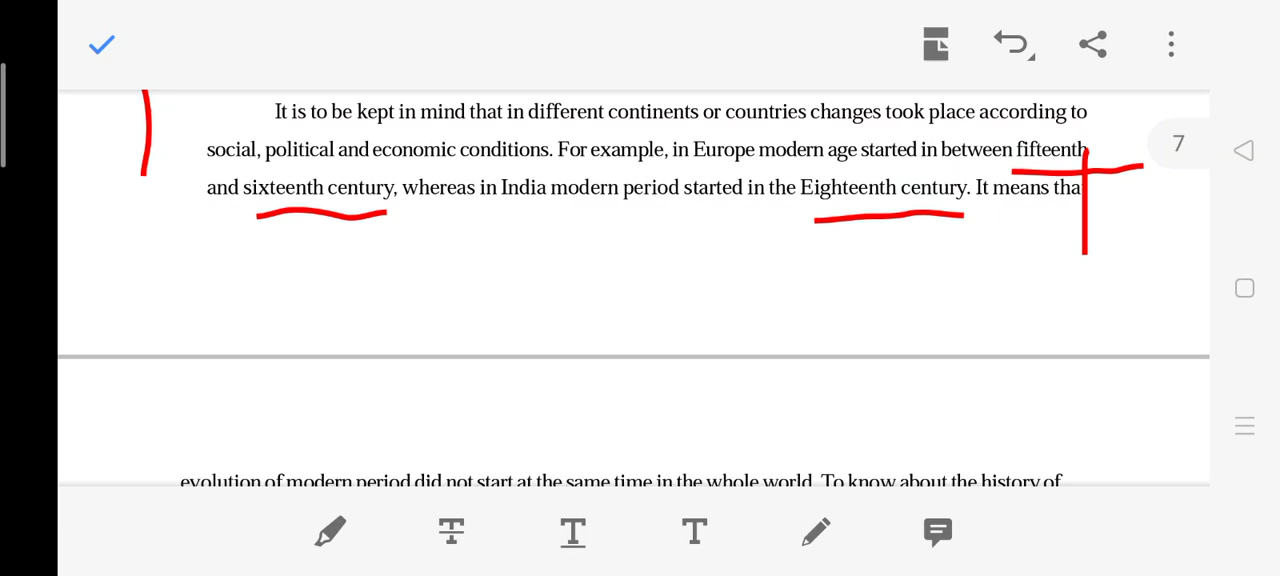 It is to be kept in mind that in different continents or countries changes took place according to
7
social, political and economic conditions. For example, in Europe modern age started in between fifteenth
and sixteenth century, whereas in India modern period started in the Eighteenth century. It means tha
evolution of modern period did not start at the same time in the whole world. To know about the history of